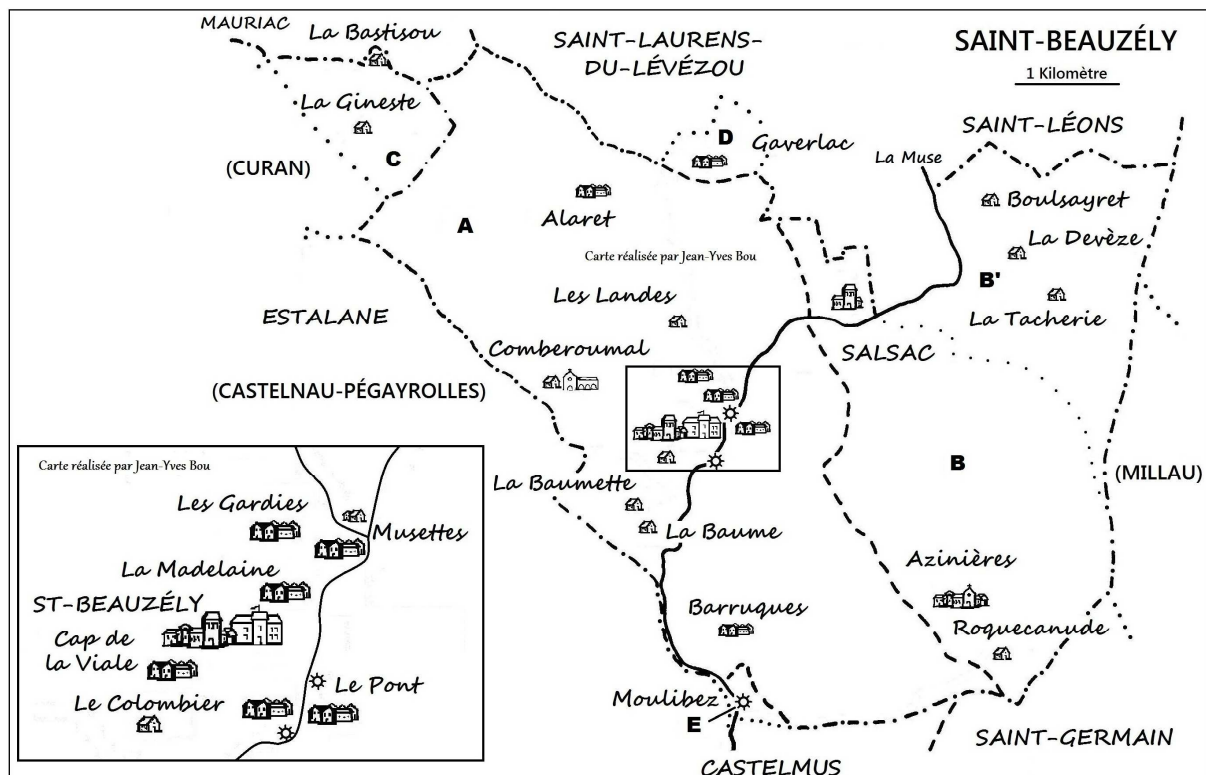 MAURIAC
La Bastisou
SAINT-LAURENS-
DU-LÉVÉZOU
SAINT-BEAUZÉLY
1 Kilomètre
La Gineste
C
(CURAN)
D
Gaverlac
La Muse
SAINT-LÉONS
Boulsayret
A
Alaret
La Devèze
Carte réalisée par Jean-Yves Bou
B'
Les Landes
La Tacherie
ESTALANE
SALSAC
Comberoumal
(CASTELNAU-PÉGAYROLLES)
B
(MILLAU)
La Baumette
La Baume
Azinières
Barruques
Roquecanude
Moulibez
E
SAINT-GERMAIN
CASTELMUS
Carte réalisée par Jean-Yves Bou
Les Gardies
Musettes
La Madelaine
ST-BEAUZÉLY
Cap de
la Viale
Le Colombier
Le Pont